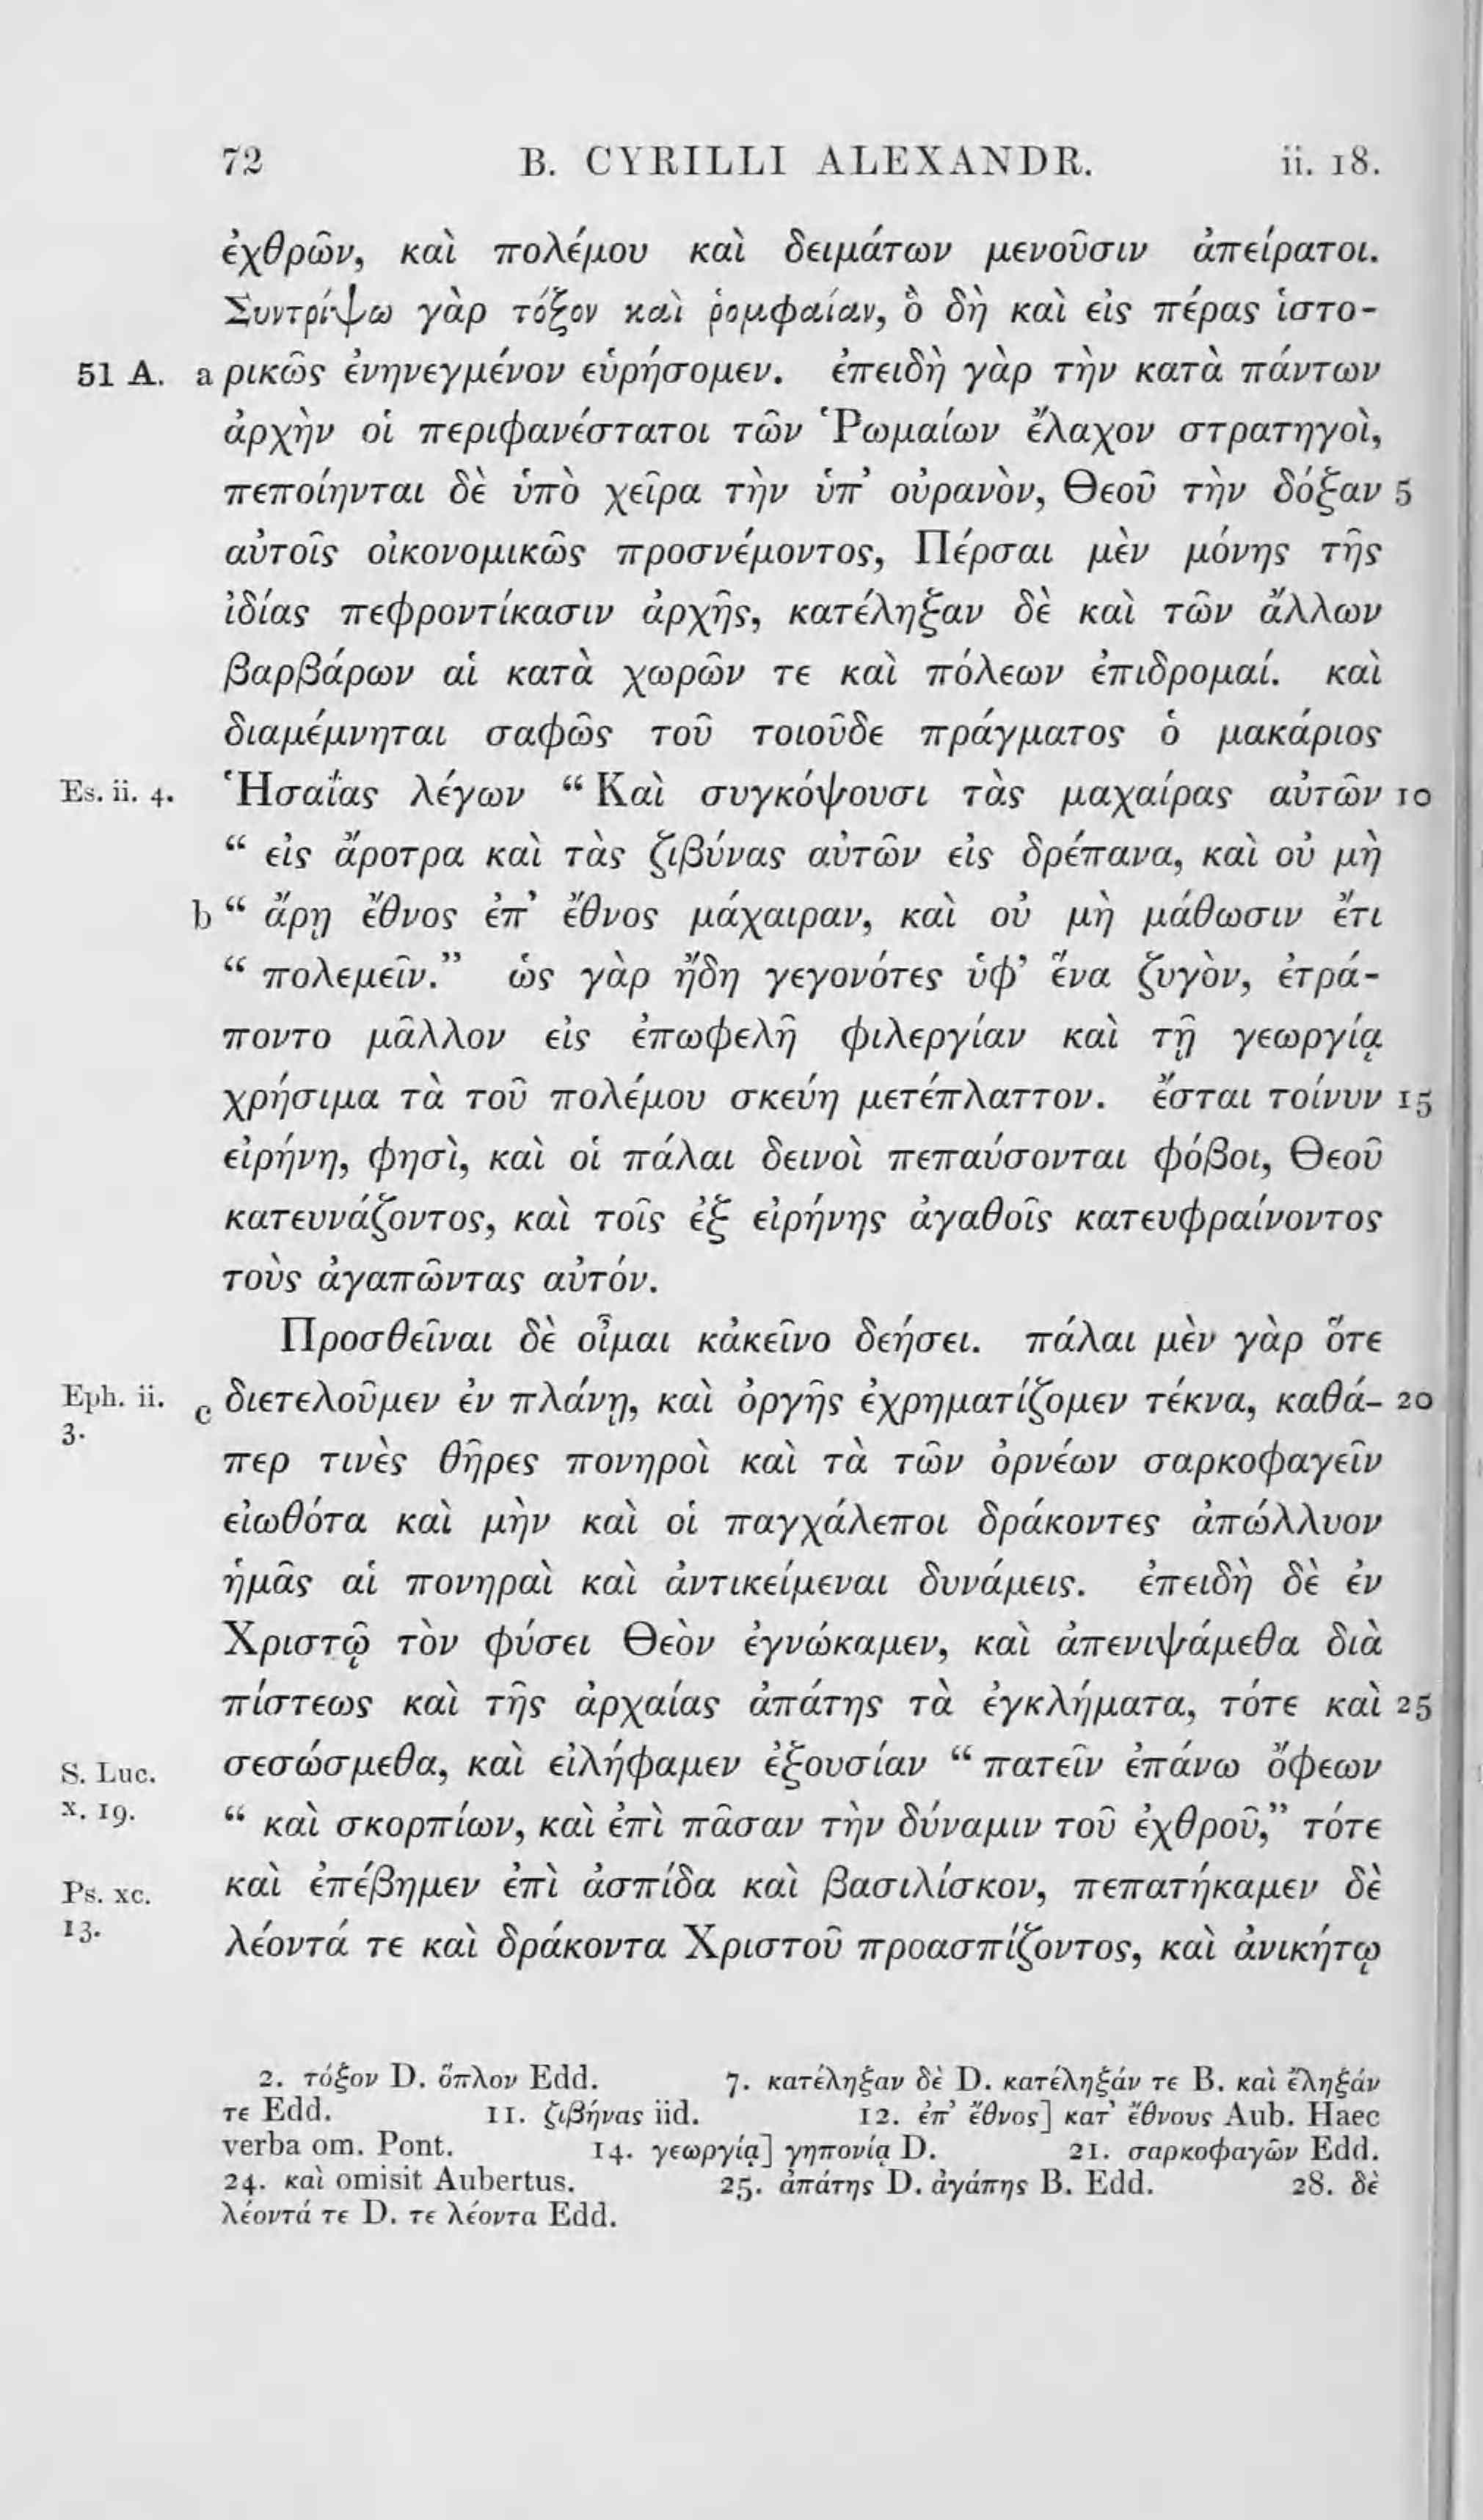 72 B. CYRILLI ALEXANDR. ii. 18.
ἐχθρῶν, καὶ πολέμου καὶ δειμάτων μενοῦσιν ἀπείρατοι.
Συντρίψω γὰρ τόξον καὶ ῥομφαίαν, ὃ δὴ καὶ εἰς πέρας ἱστο-
51 A. a ρικῶς ἐνηνεγμένον εὑρήσομεν. ἐπειδὴ γὰρ τὴν κατὰ πάντων
ἀρχὴν οἱ περιφανέστατοι τῶν Ῥωμαίων ἔλαχον στρατηγοὶ,
πεποίηνται δὲ ὑπὸ χεῖρα τὴν ὑπ’ οὐρανὸν, Θεοῦ τὴν δόξαν 5
αὐτοῖς οἰκονομικῶς προσνέμοντος, Πέρσαι μὲν μόνης τῆς
ἰδίας πεφροντίκασιν ἀρχῆς, κατέληξαν δὲ καὶ τῶν ἄλλων
βαρβάρων αἱ κατὰ χωρῶν τε καὶ πόλεων ἐπιδρομαί. καὶ
διαμέμνηται σαφῶς τοῦ τοιοῦδε πράγματος ὁ μακάριος
Es. ii. 4. Ἡσαΐας λέγων “ Καὶ συγκόψουσι τὰς μαχαίρας αὐτῶν 10
“ εἰς ἄροτρα καὶ τὰς ζιβύνας αὐτῶν εἰς δρέπανα, καὶ οὐ μὴ
b “ ἄρῃ ἔθνος ἐπ’ ἔθνος μάχαιραν, καὶ οὐ μὴ μάθωσιν ἔτι
“ πολεμεῖν.” ὡς γὰρ ἤδη γεγονότες ὑφ’ ἕνα ζυγὸν, ἐτρά-
ποντο μᾶλλον εἰς ἐπωφελῆ φιλεργίαν καὶ τῇ γεωργίᾳ
χρήσιμα τὰ τοῦ πολέμου σκεύη μετέπλαττον. ἔσται τοίνυν 15
εἰρήνη, φησὶ, καὶ οἱ πάλαι δεινοὶ πεπαύσονται φόβοι, Θεοῦ
κατευνάζοντος, καὶ τοῖς ἐξ εἰρήνης ἀγαθοῖς κατευφραίνοντος
τοὺς ἀγαπῶντας αὐτόν.
Προσθεῖναι δὲ οἶμαι κἀκεῖνο δεήσει. πάλαι μὲν γὰρ ὅτε
Eph. ii. 3. c διετελοῦμεν ἐν πλάνῃ, καὶ ὀργῆς ἐχρηματίζομεν τέκνα, καθά- 20
περ τινὲς θῆρες πονηροὶ καὶ τὰ τῶν ὀρνέων σαρκοφαγεῖν
εἰωθότα καὶ μὴν καὶ οἱ παγχάλεποι δράκοντες ἀπώλλυον
ἡμᾶς αἱ πονηραὶ καὶ ἀντικείμεναι δυνάμεις. ἐπειδὴ δὲ ἐν
Χριστῷ τὸν φύσει Θεὸν ἐγνώκαμεν, καὶ ἀπενιψάμεθα διὰ
πίστεως καὶ τῆς ἀρχαίας ἀπάτης τὰ ἐγκλήματα, τότε καὶ 25
S. Luc. x. 19. σεσώσμεθα, καὶ εἰλήφαμεν ἐξουσίαν “ πατεῖν ἐπάνω ὄφεων
“ καὶ σκορπίων, καὶ ἐπὶ πᾶσαν τὴν δύναμιν τοῦ ἐχθροῦ,” τότε
Ps. xc. 13. καὶ ἐπέβημεν ἐπὶ ἀσπίδα καὶ βασιλίσκον, πεπατήκαμεν δὲ
λέοντά τε καὶ δράκοντα Χριστοῦ προασπίζοντος, καὶ ἀνικήτῳ
2. τόξον D. ὅπλον Edd. 7. κατέληξαν δὲ D. κατέληξάν τε B. καὶ ἔληξάν
τε Edd. 11. ζιβήνας iid. 12. ἐπ’ ἔθνος] κατ’ ἔθνους Aub. Haec
verba om. Pont. 14. γεωργίᾳ] γηπονίᾳ D. 21. σαρκοφαγῶν Edd.
24. καὶ omisit Aubertus. 25. ἀπάτης D. ἀγάπης B. Edd. 28. δὲ
λέοντά τε D. τε λέοντα Edd.